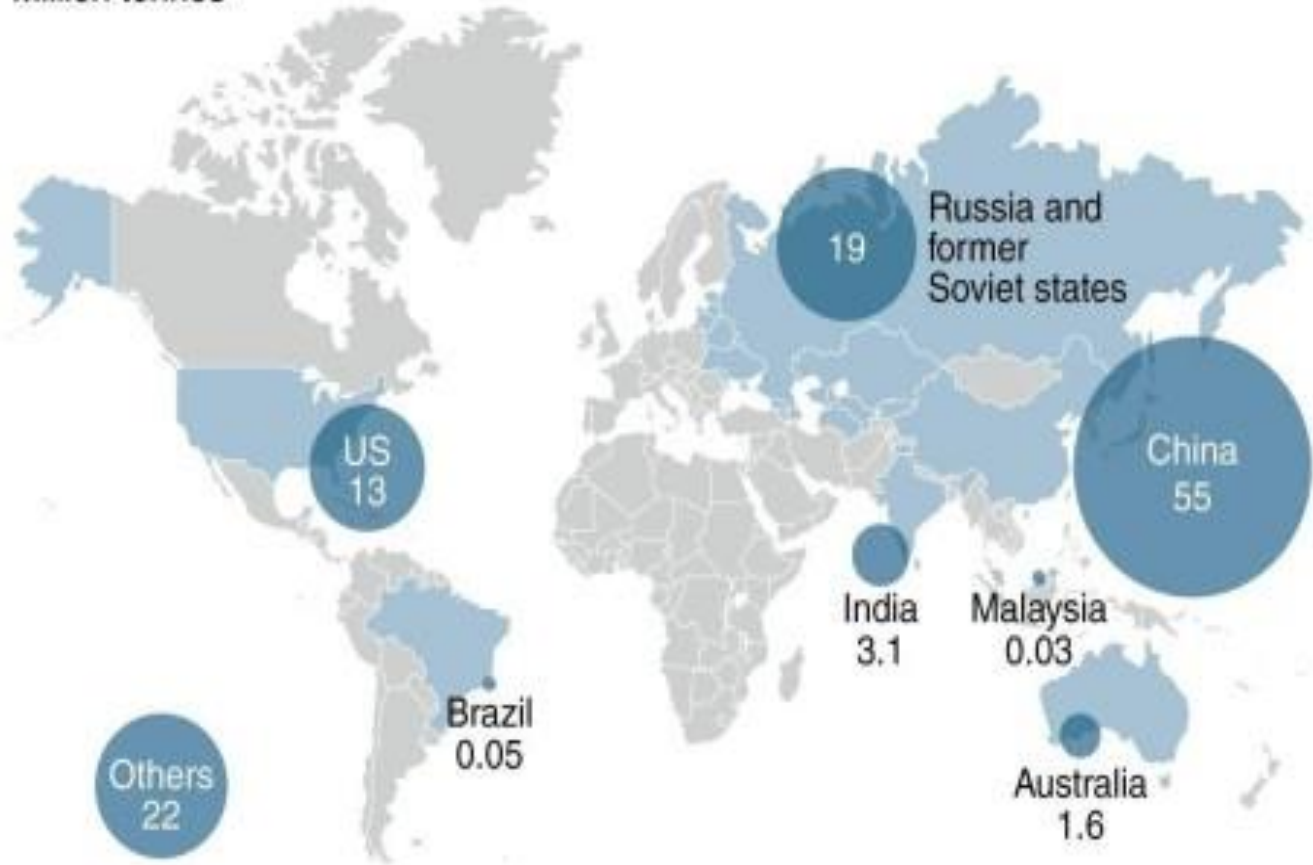 Russia and
former
Soviet states
19
US
13
China
55
India
3.1
Malaysia
0.03
Brazil
0.05
Others
22
Australia
1.6